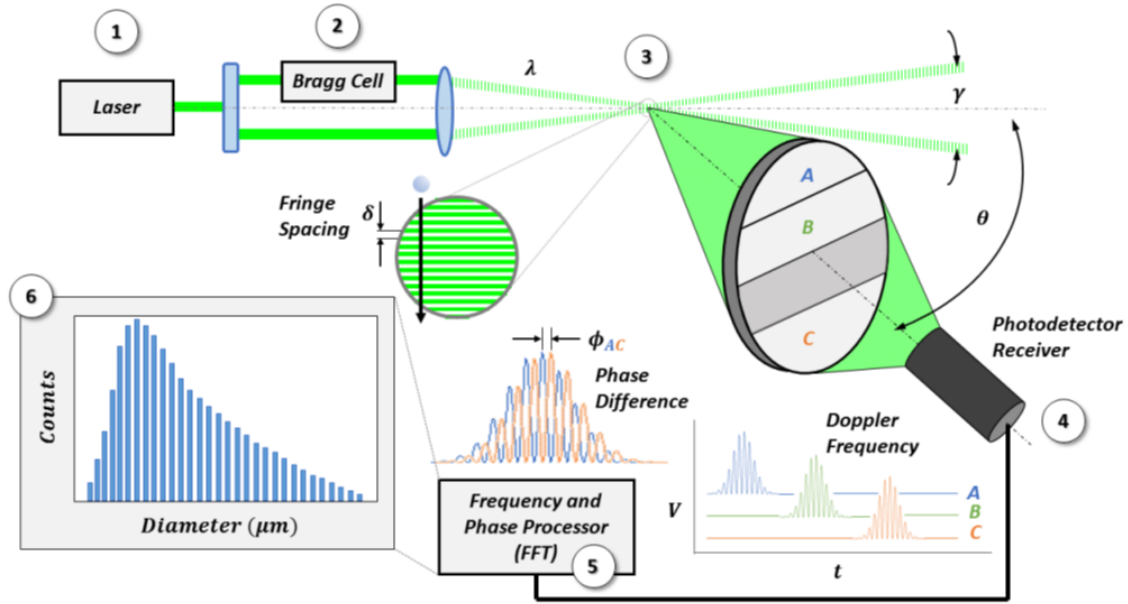 1
2
3
Laser
Bragg Cell
λ
γ
θ
A
B
C
Fringe
Spacing
δ
6
Counts
Diameter (μm)
ϕAC
Phase
Difference
Photodetector
Receiver
4
Doppler
Frequency
V
A
B
C
t
Frequency and
Phase Processor
(FFT)
5